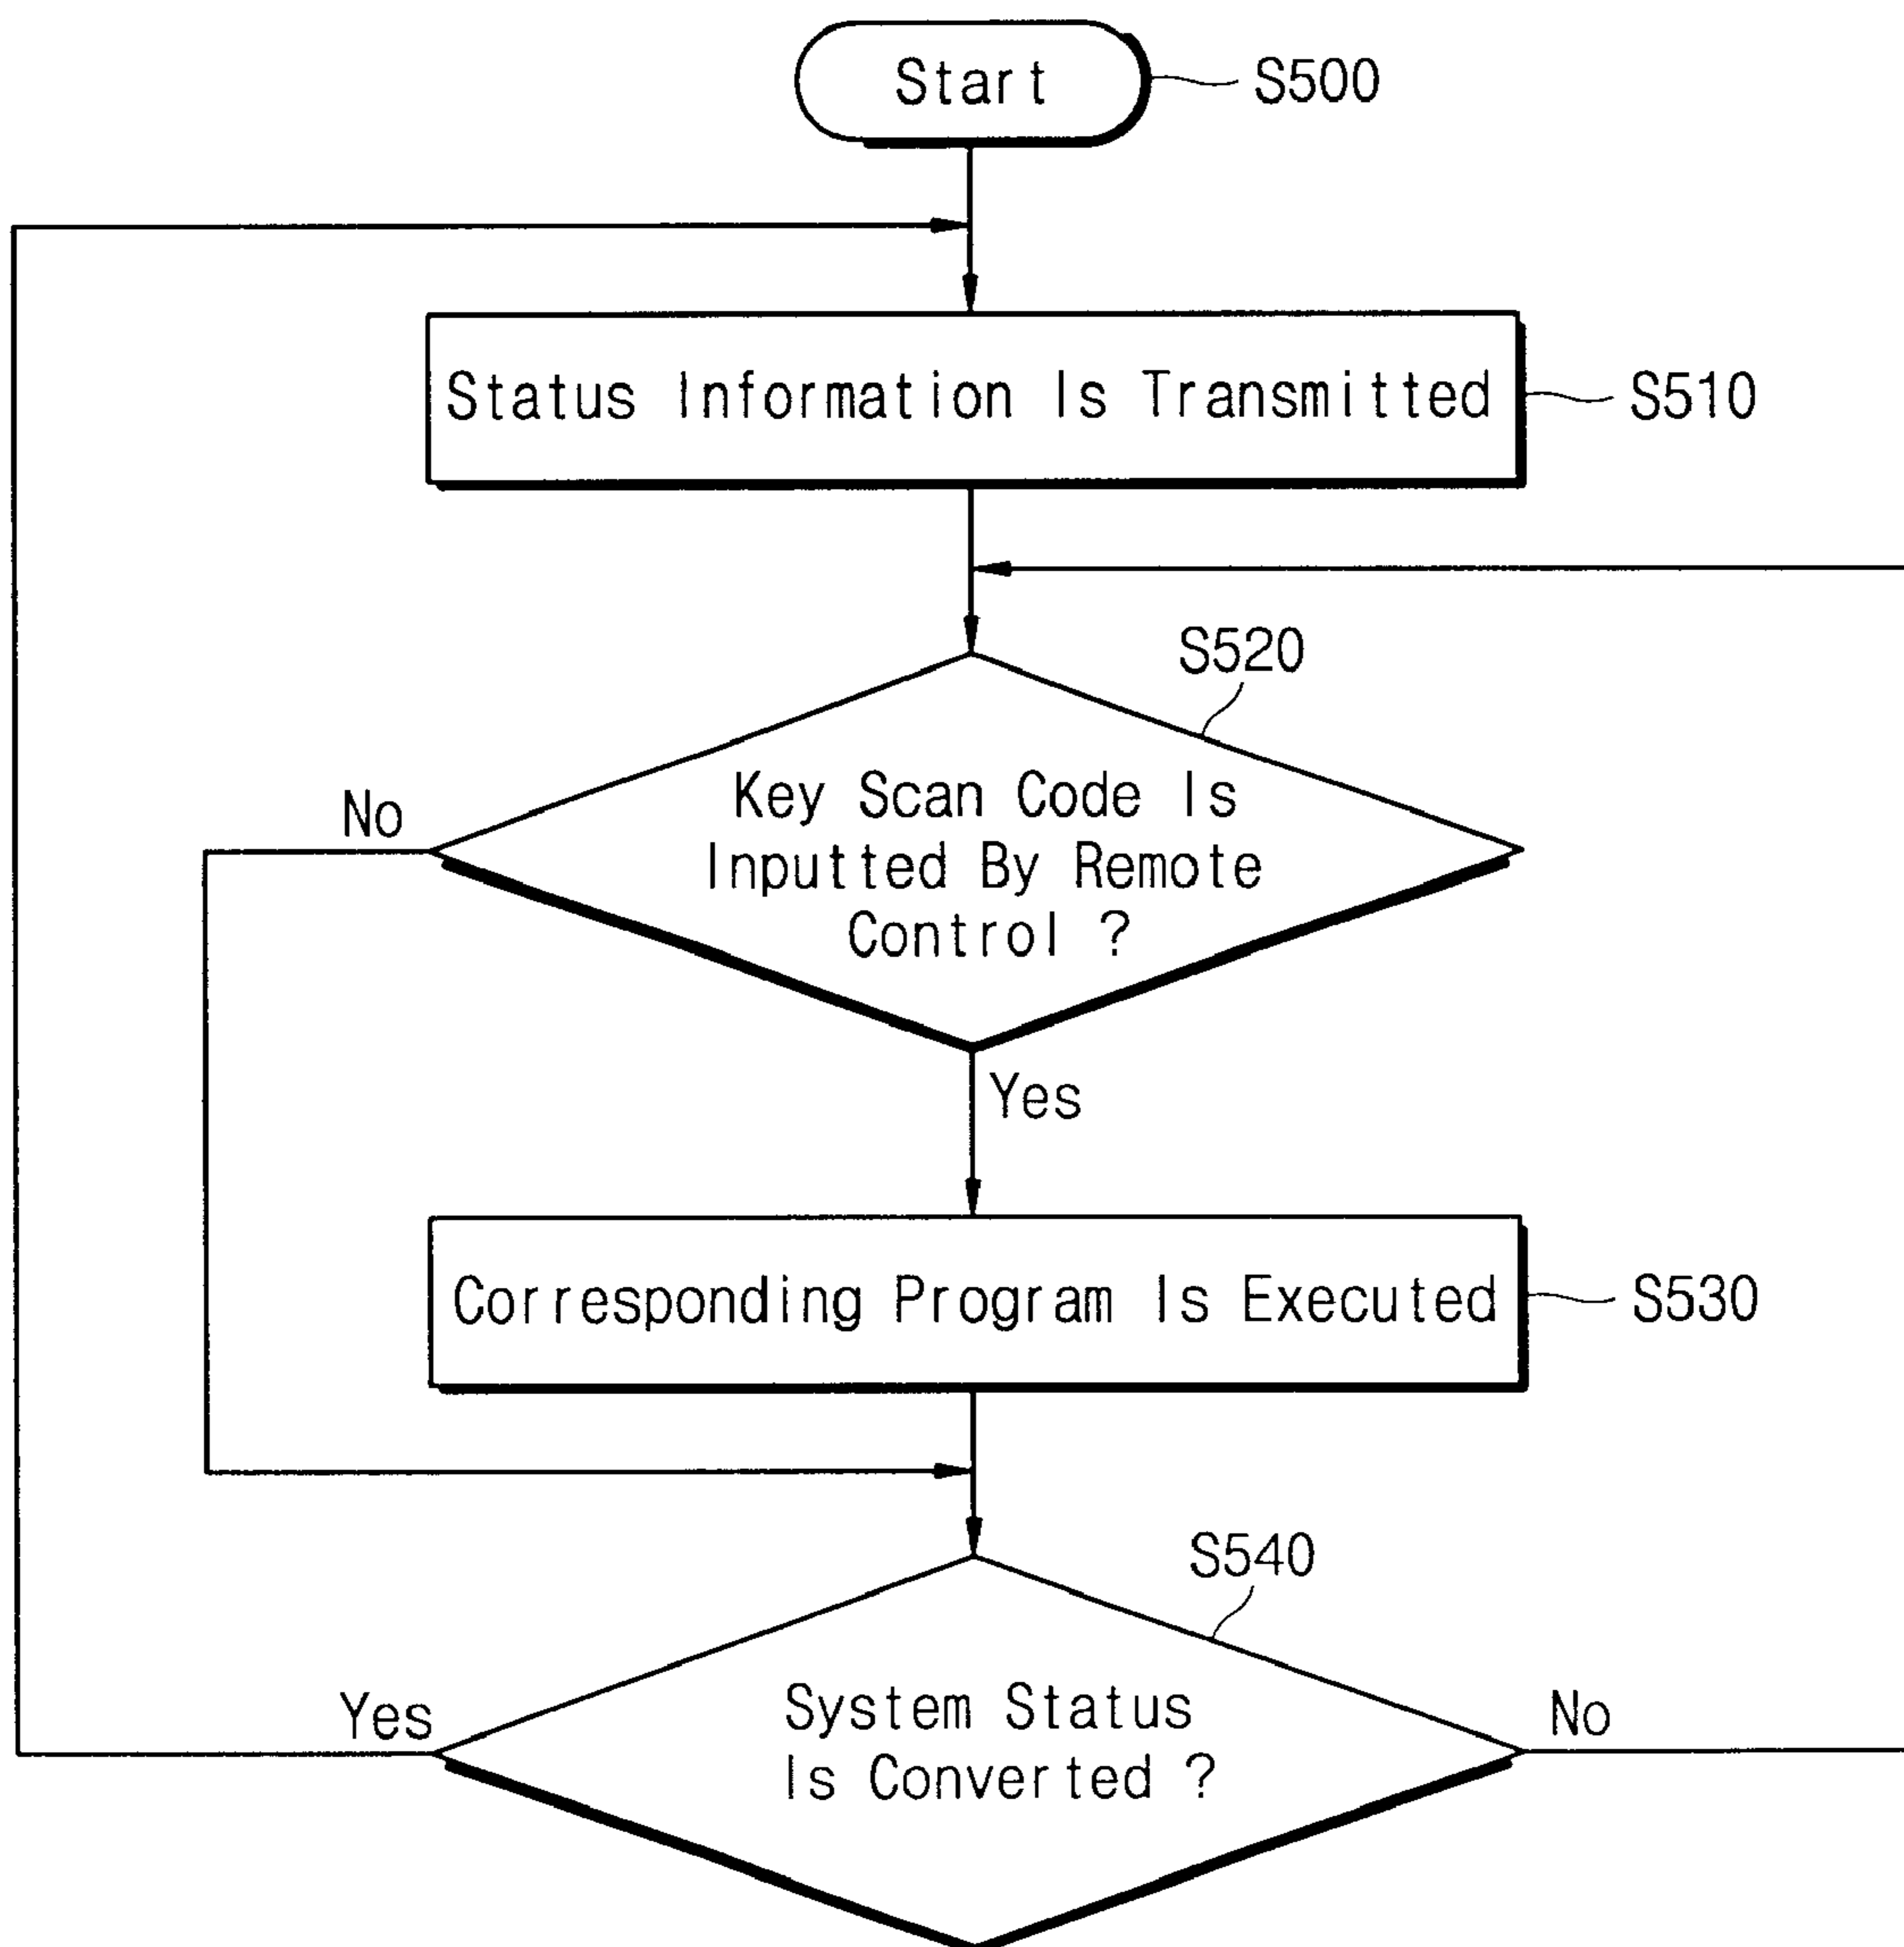 Start
S500
Status Information Is Transmitted
S510
S520
No
Key Scan Code Is
Inputted By Remote
Control ?
Yes
Corresponding Program Is Executed
S530
S540
Yes
System Status
Is Converted ?
No